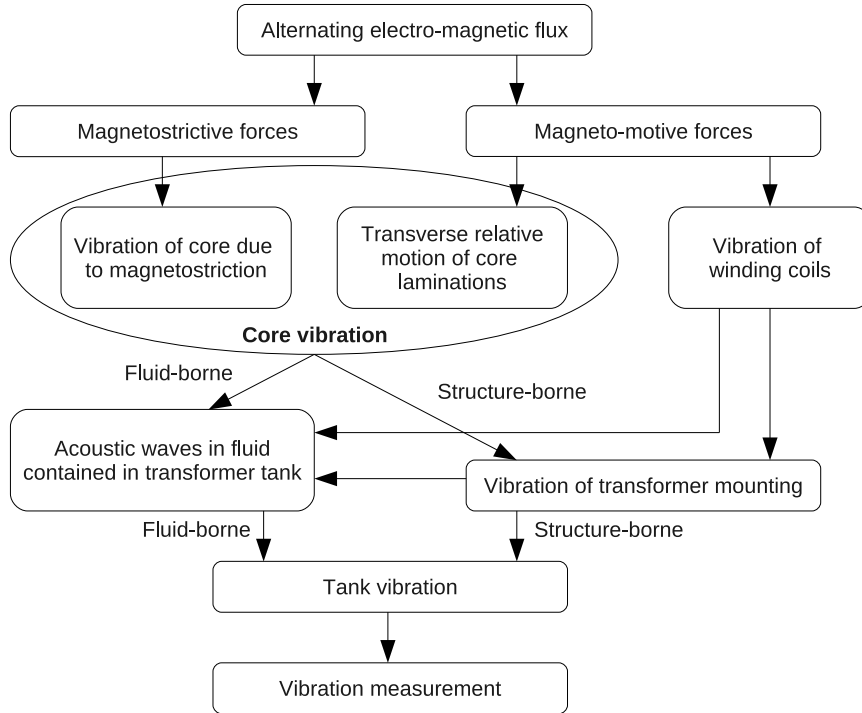 Alternating electro-magnetic flux
Magnetostrictive forces
Magneto-motive forces
Vibration of core due
to magnetostriction
Transverse relative
motion of core
laminations
Vibration of
winding coils
Core vibration
Fluid-borne
Structure-borne
Acoustic waves in fluid
contained in transformer tank
Vibration of transformer mounting
Fluid-borne
Structure-borne
Tank vibration
Vibration measurement